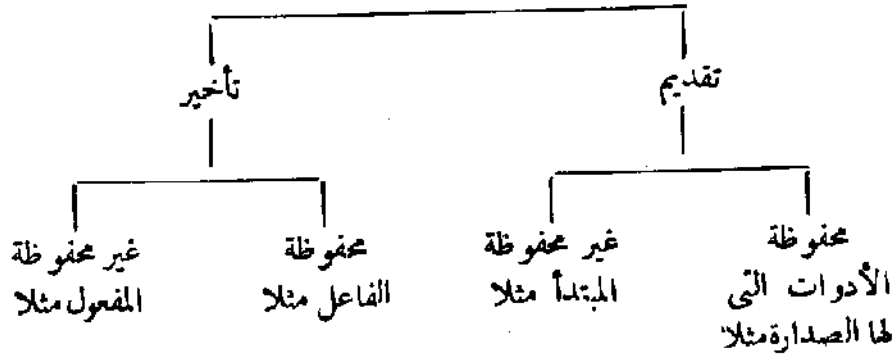 تقديم
تأخير
محفوظة
الأدوات التى
لها الصدارة مثلا
غير محفوظة
المبتدأ مثلا
محفوظة
الفاعل مثلا
غير محفوظة
المفعول مثلا